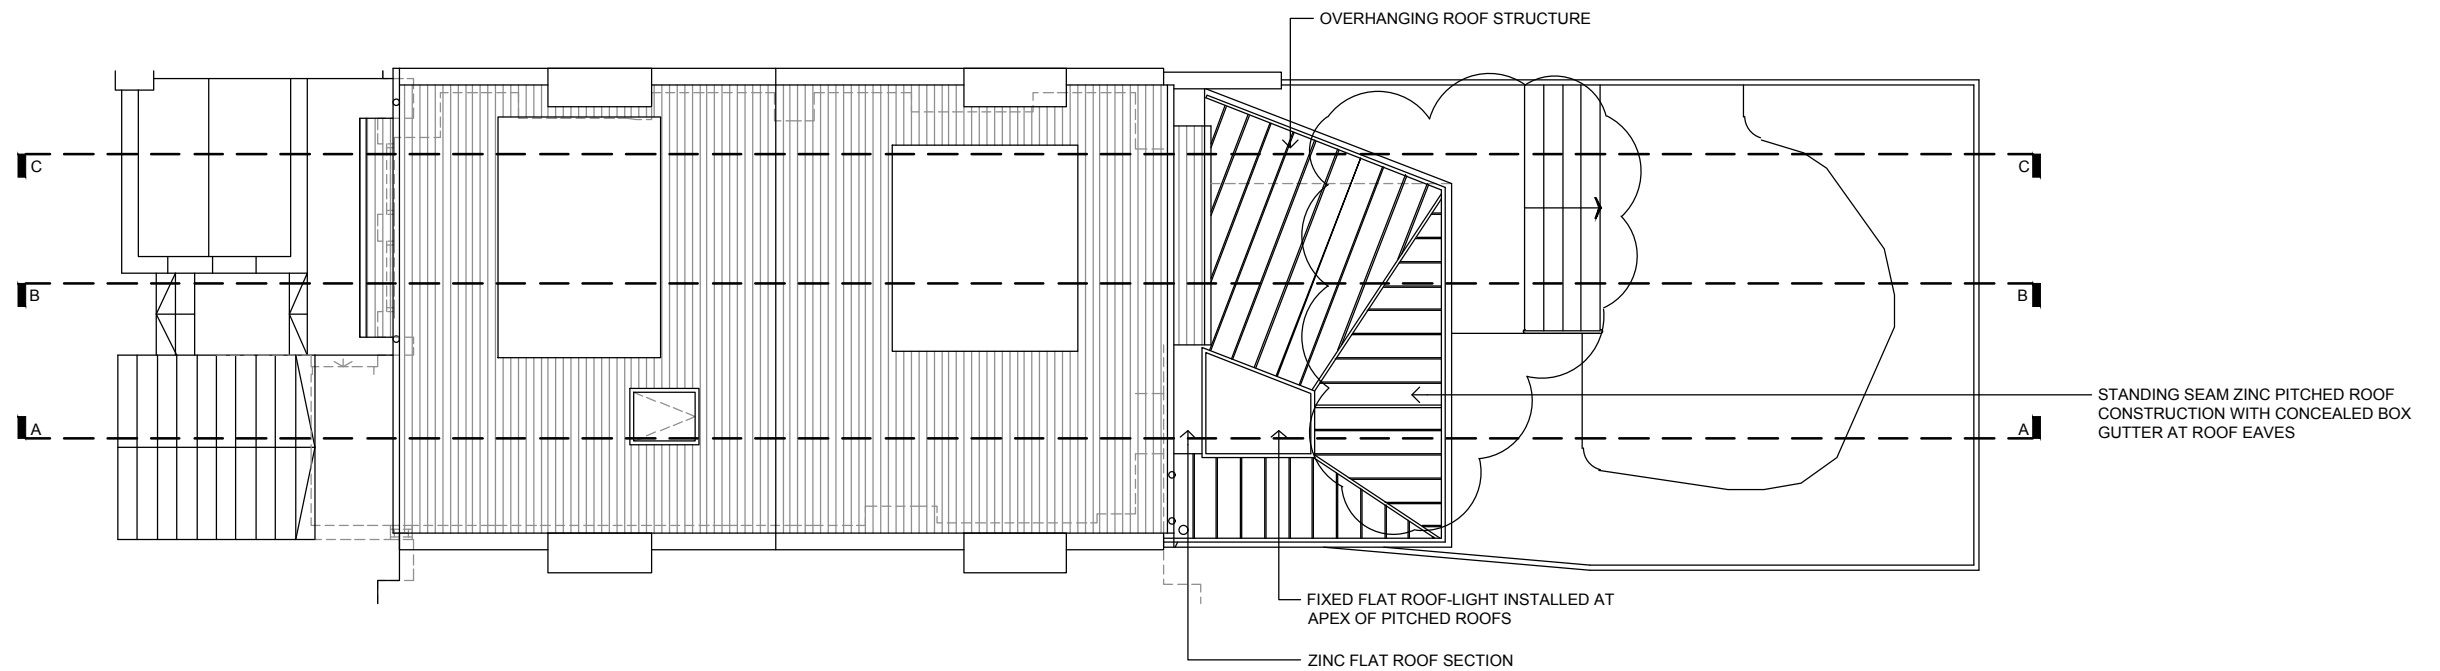 OVERHANGING ROOF STRUCTURE
C
C
B
B
A
A
STANDING SEAM ZINC PITCHED ROOF
CONSTRUCTION WITH CONCEALED BOX
GUTTER AT ROOF EAVES
FIXED FLAT ROOF-LIGHT INSTALLED AT
APEX OF PITCHED ROOFS
ZINC FLAT ROOF SECTION